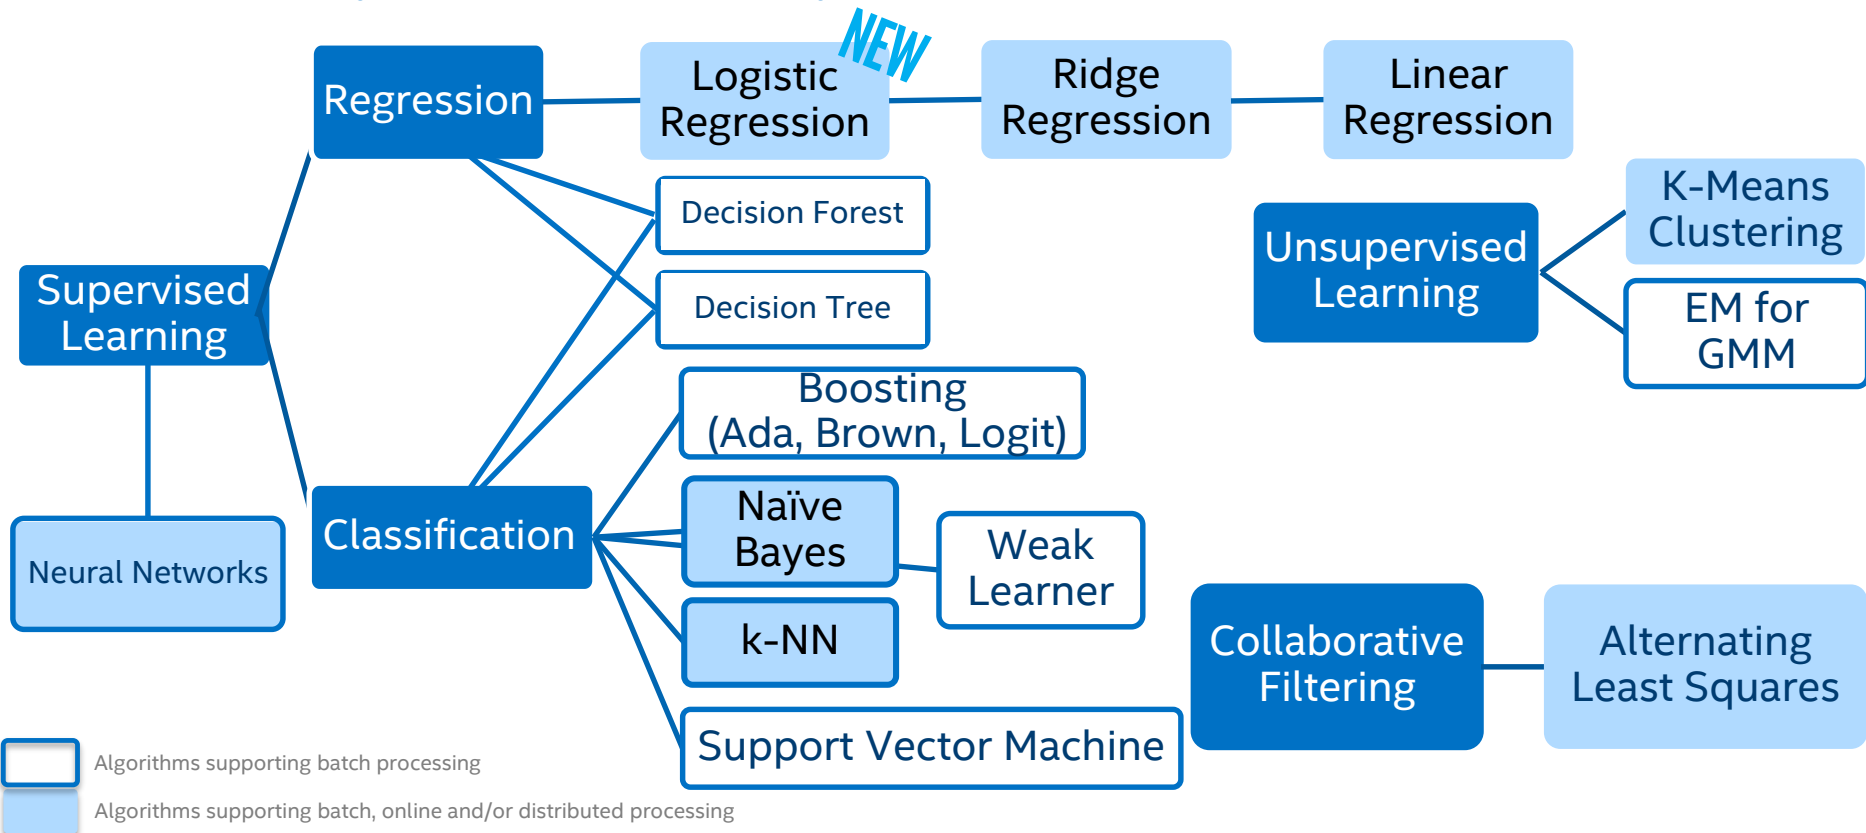 NEW
Regression
Logistic
Regression
Ridge
Regression
Linear
Regression
Decision Forest
Decision Tree
Supervised
Learning
Unsupervised
Learning
K-Means
Clustering
EM for
GMM
Boosting
(Ada, Brown, Logit)
Neural Networks
Classification
Naïve
Bayes
Weak
Learner
k-NN
Support Vector Machine
Collaborative
Filtering
Alternating
Least Squares
Algorithms supporting batch processing
Algorithms supporting batch, online and/or distributed processing